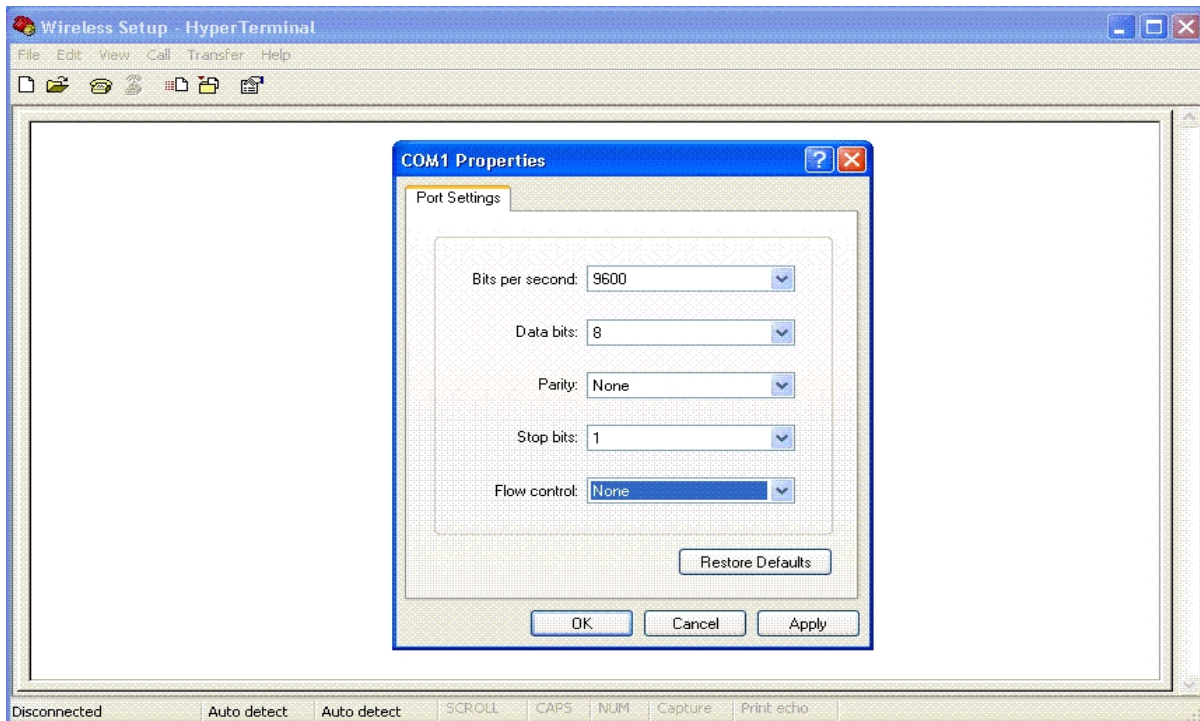 Wireless Setup - HyperTerminal
File Edit View Call Transfer Help
COM1 Properties
Port Settings
Bits per second: 9600
Data bits: 8
Parity: None
Stop bits: 1
Flow control: None
Restore Defaults
OK Cancel Apply
Disconnected Auto detect Auto detect SCROLL CAPS NUM Capture Print echo